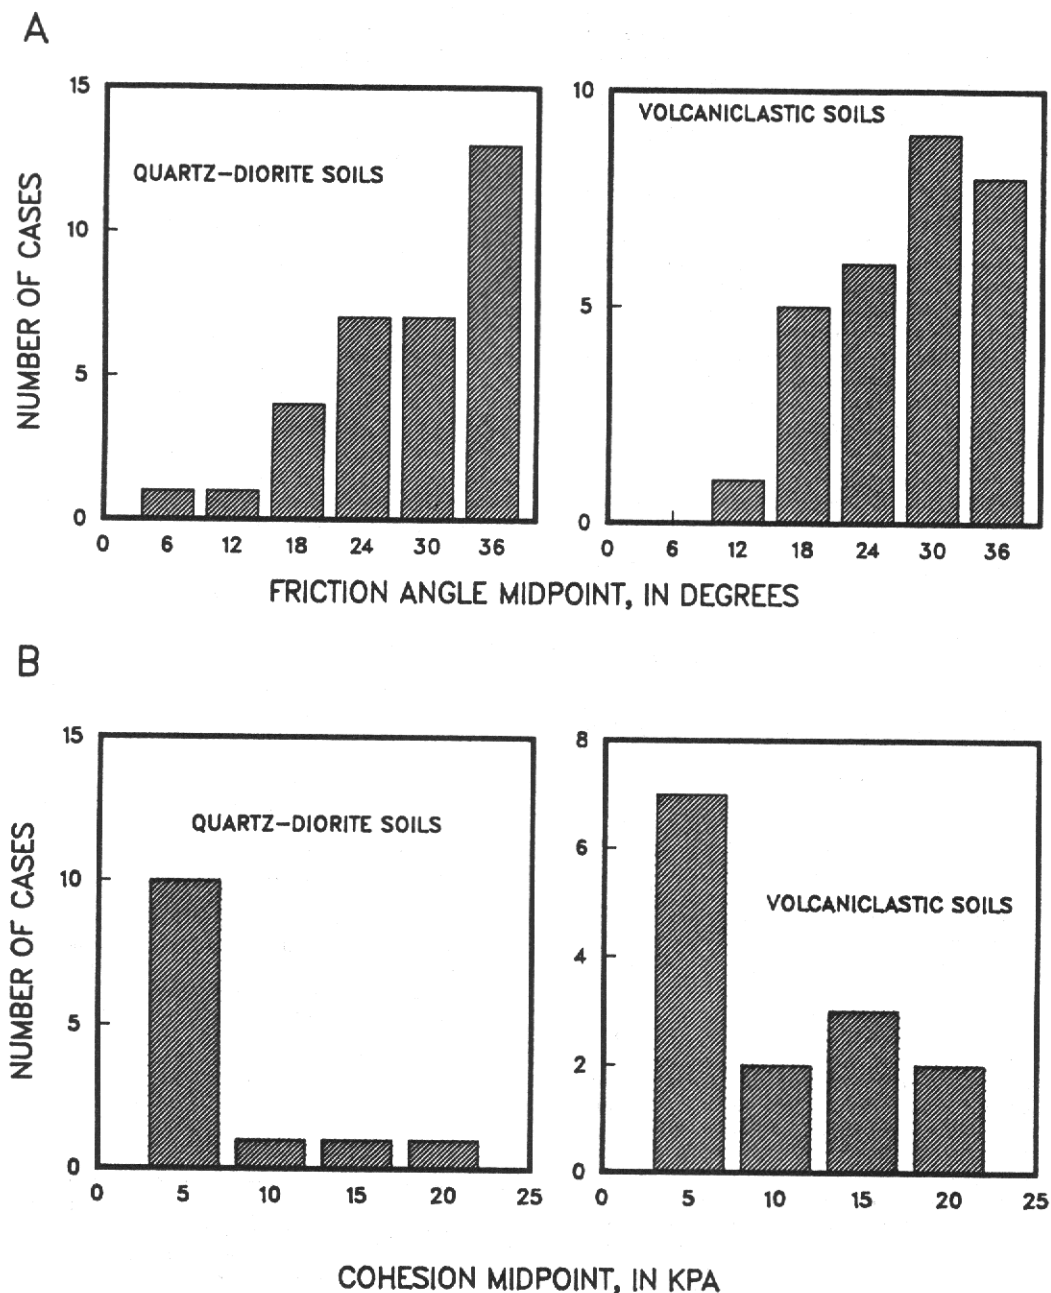 A
15
10
5
0
NUMBER OF CASES
QUARTZ-DIORITE SOILS
0 6 12 18 24 30 36
10
5
0
VOLCANICLASTIC SOILS
0 6 12 18 24 30 36
FRICTION ANGLE MIDPOINT, IN DEGREES
B
15
10
5
0
NUMBER OF CASES
QUARTZ-DIORITE SOILS
0 5 10 15 20 25
8
6
4
2
0
VOLCANICLASTIC SOILS
0 5 10 15 20 25
COHESION MIDPOINT, IN KPA